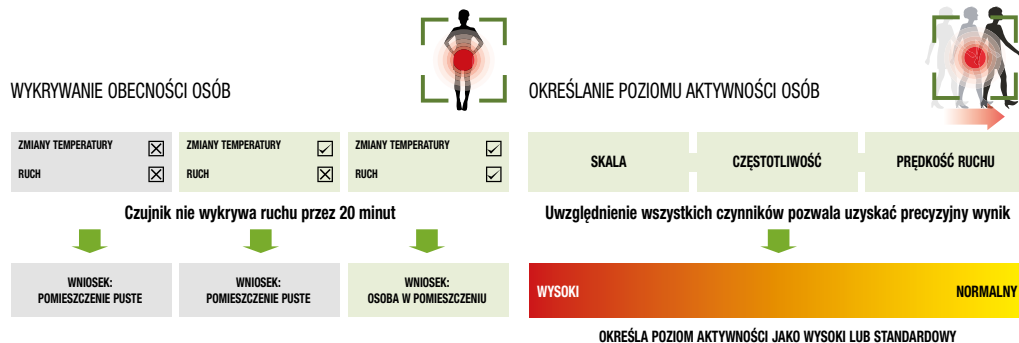 WYKRYWANIE OBECNOŚCI OSÓB
ZMIANY TEMPERATURY
RUCH
ZMIANY TEMPERATURY
RUCH
ZMIANY TEMPERATURY
RUCH
Czujnik nie wykrywa ruchu przez 20 minut
WNIOSEK:
POMIESZCZENIE PUSTE
WNIOSEK:
POMIESZCZENIE PUSTE
WNIOSEK:
OSOBA W POMIESZCZENIU
OKREŚLANIE POZIOMU AKTYWNOŚCI OSÓB
SKALA
CZĘSTOTLIWOŚĆ
PRĘDKOŚĆ RUCHU
Uwzględnienie wszystkich czynników pozwala uzyskać precyzyjny wynik
WYSOKI
NORMALNY
OKREŚLA POZIOM AKTYWNOŚCI JAKO WYSOKI LUB STANDARDOWY